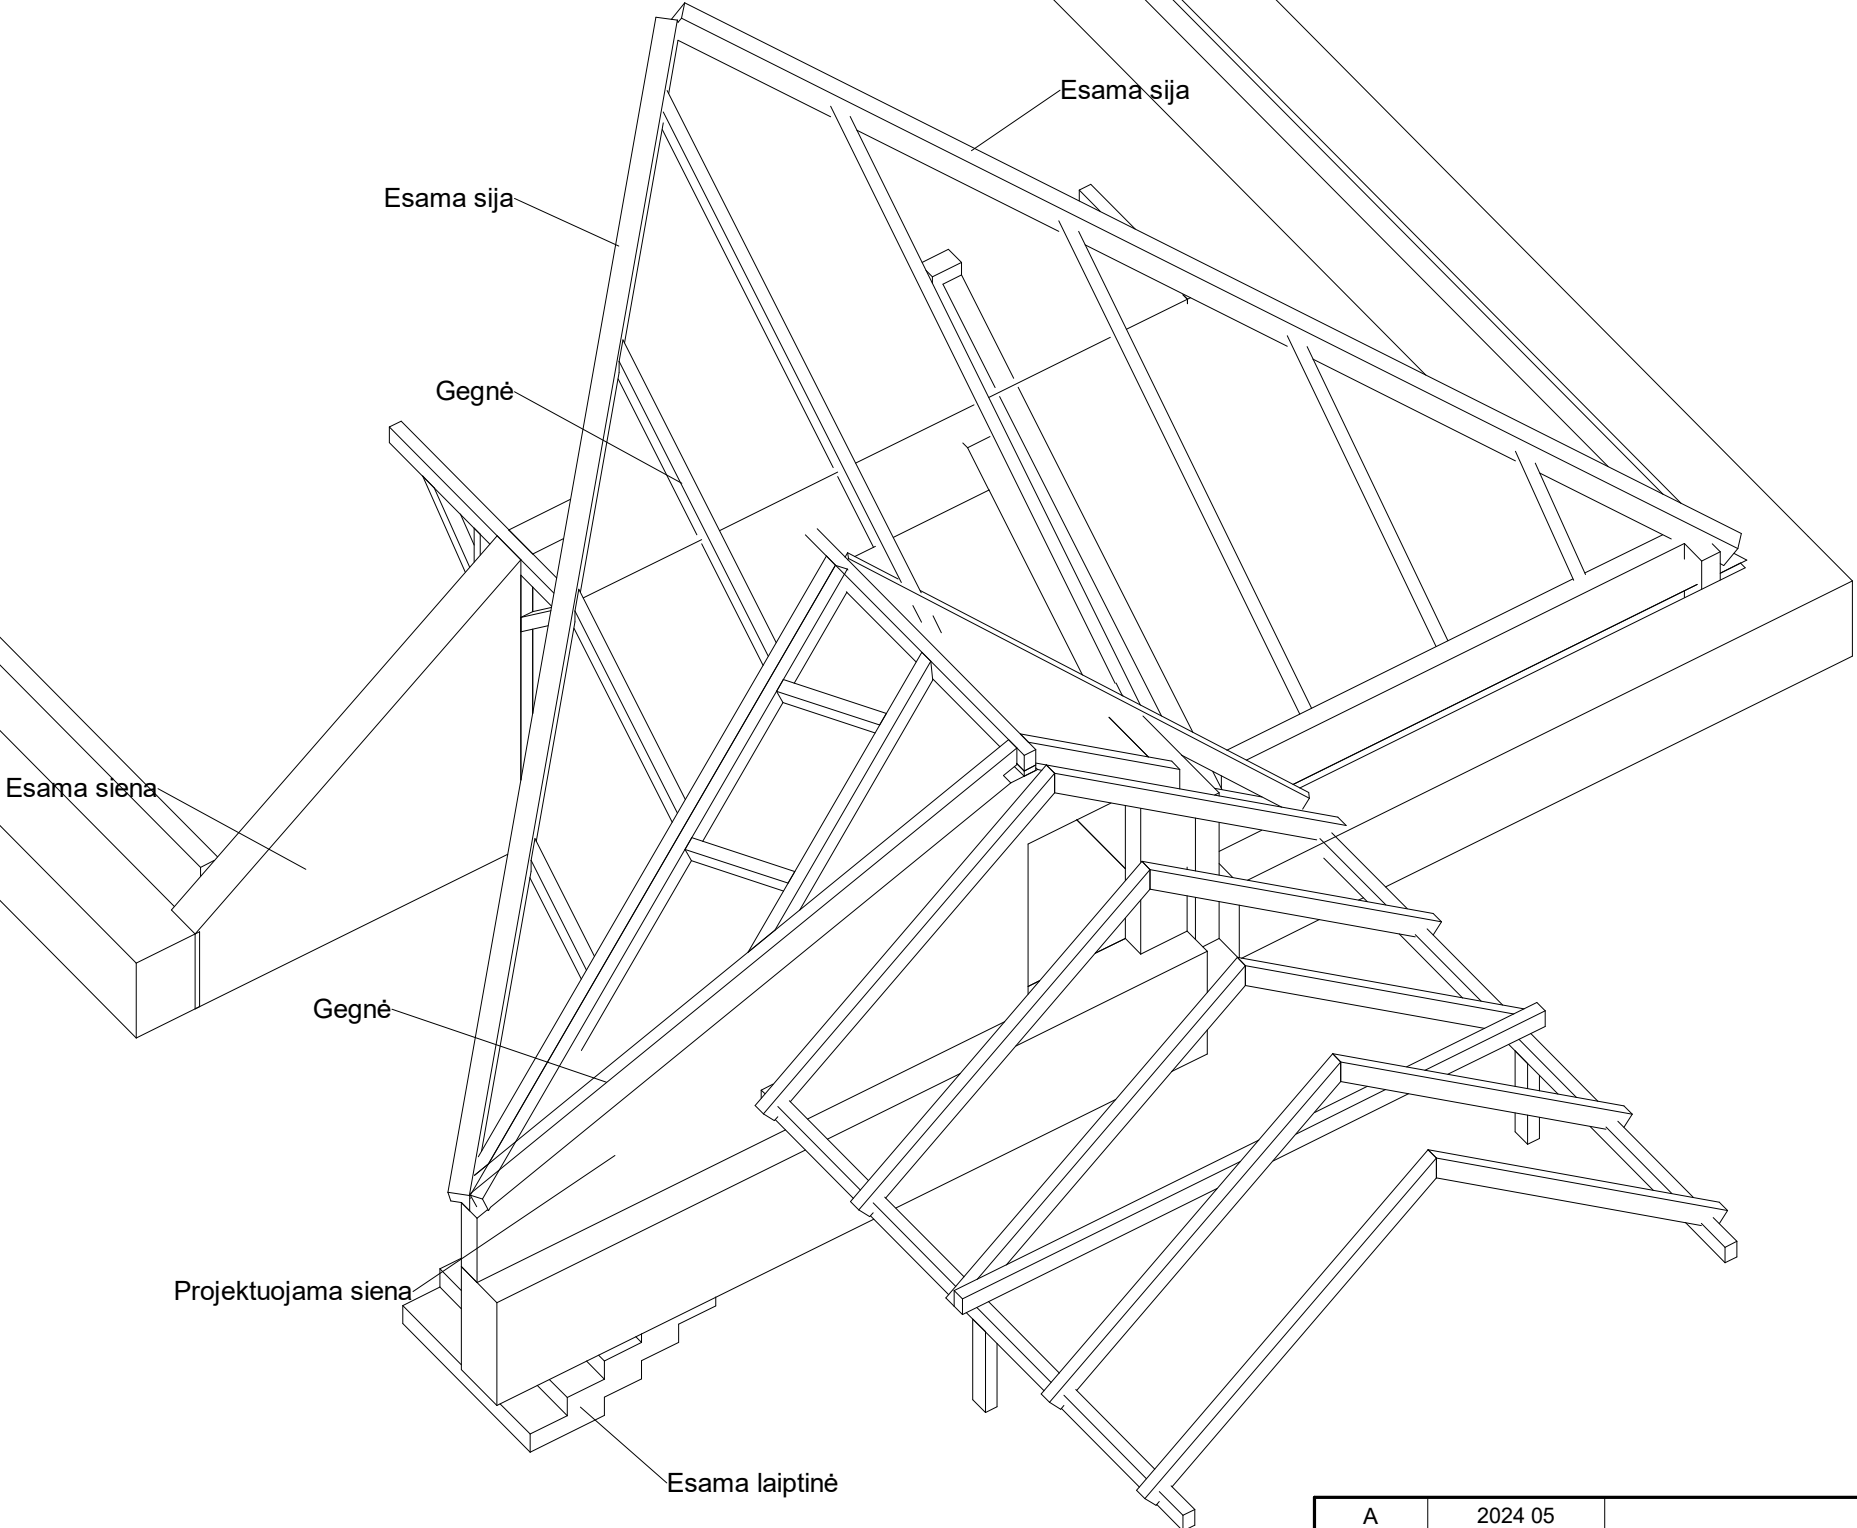 Esama sija
Esama sija
Gegnė
Esama siena
Gegnė
Projektuojama siena
Esama laiptinė
A 2024 05